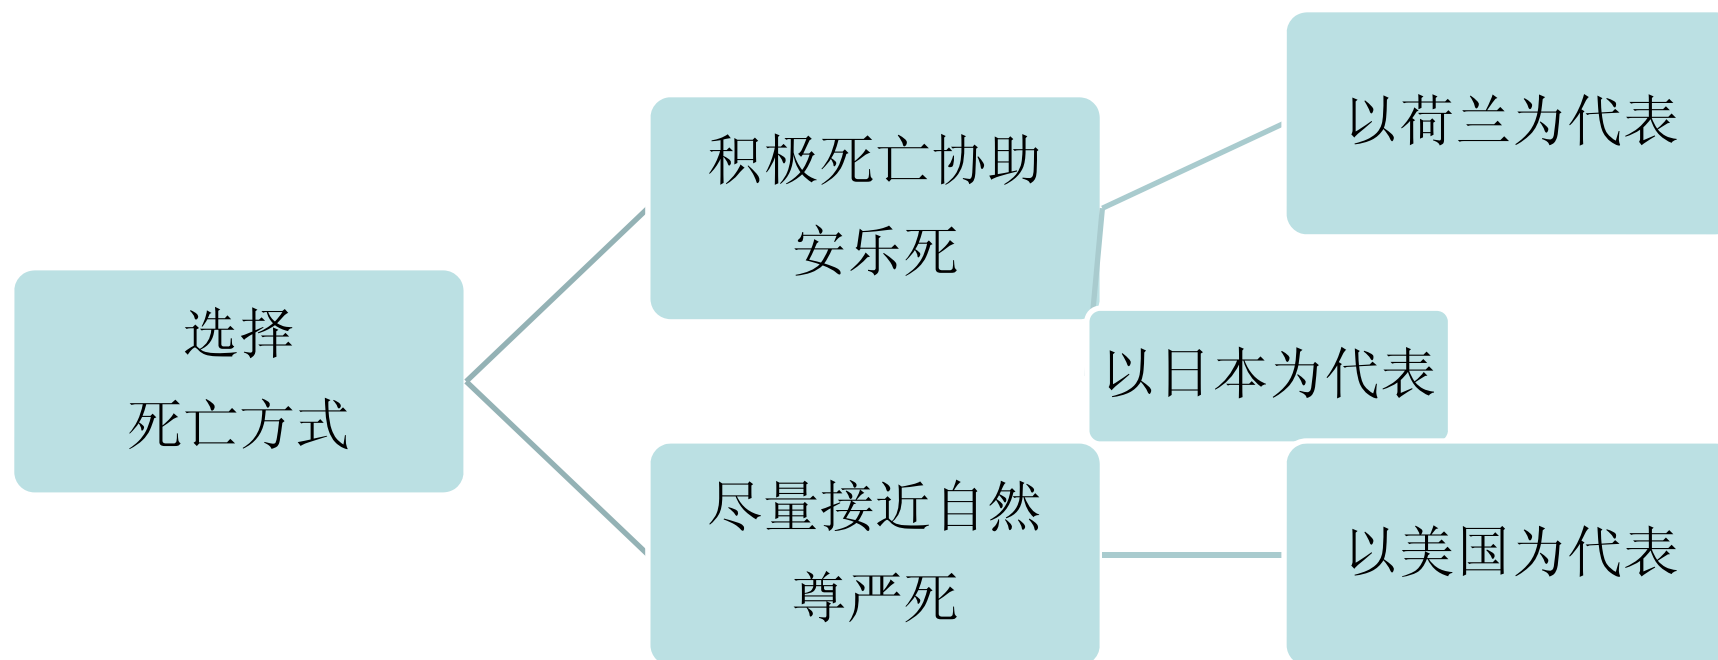 选择
死亡方式
积极死亡协助
安乐死
以荷兰为代表
以日本为代表
尽量接近自然
尊严死
以美国为代表